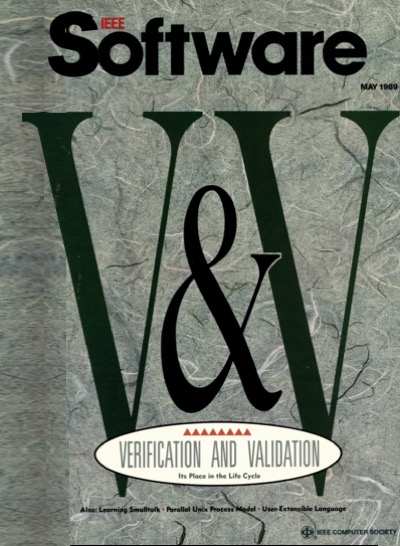 IEEE
Software
MAY 1989
V&V
VERIFICATION AND VALIDATION
Its Place in the Life Cycle
Also: Learning Smalltalk • Parallel Unix Process Model • User-Extensible Language
IEEE COMPUTER SOCIETY